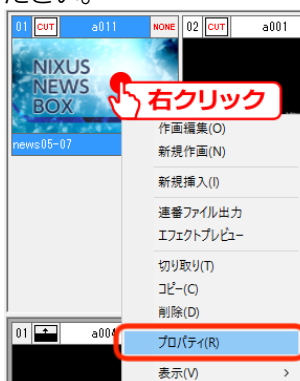 ださい。
01 CUT a011 NONE 02 CUT a001
NIXUS
NEWS
BOX
右クリック
news05-07
作画編集(O)
新規作画(N)
新規挿入(I)
連番ファイル出力
エフェクトプレビュー
切り取り(T)
コピー(C)
削除(D)
プロパティ(R)
表示(V) >
01 a004